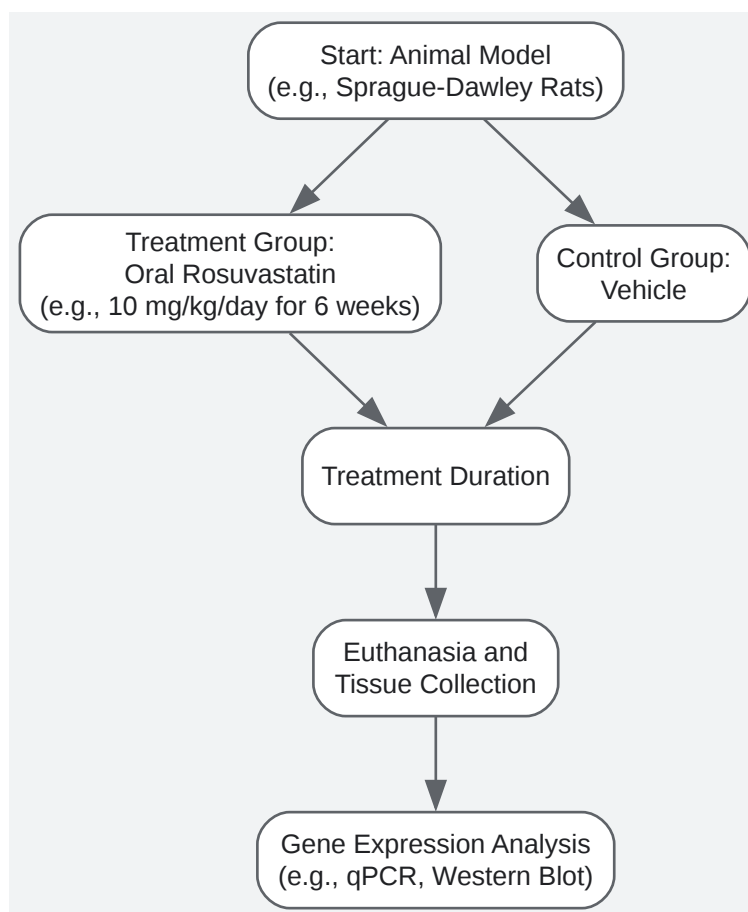 Start: Animal Model
(e.g., Sprague-Dawley Rats)
Treatment Group:
Oral Rosuvastatin
(e.g., 10 mg/kg/day for 6 weeks)
Control Group:
Vehicle
Treatment Duration
Euthanasia and
Tissue Collection
Gene Expression Analysis
(e.g., qPCR, Western Blot)